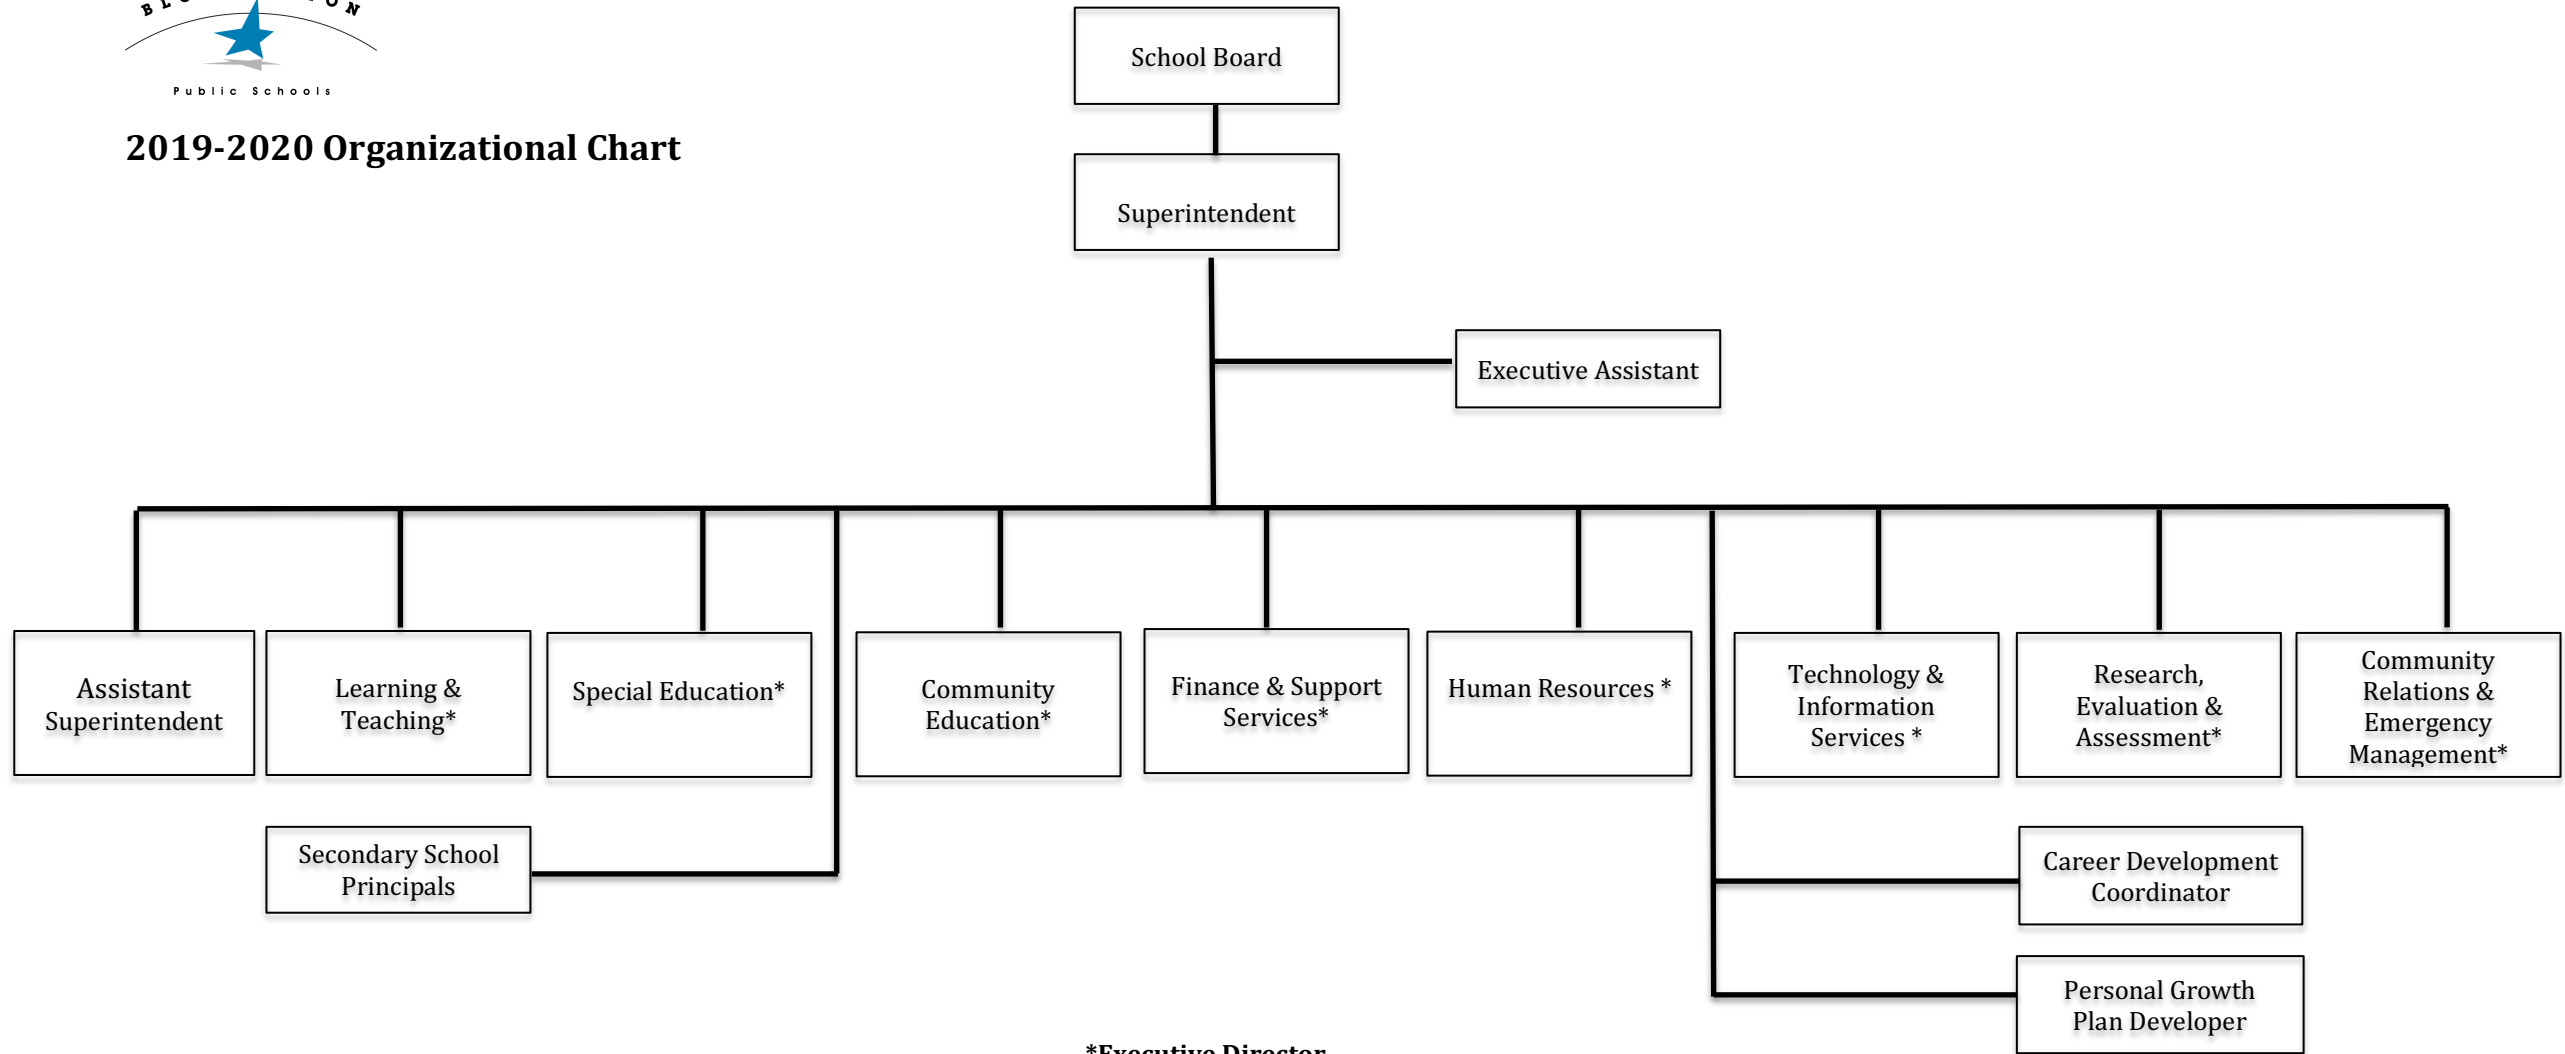 Public Schools
2019-2020 Organizational Chart
School Board
Superintendent
Executive Assistant
Assistant
Superintendent
Learning &
Teaching*
Special Education*
Community
Education*
Finance & Support
Services*
Human Resources *
Technology &
Information
Services *
Research,
Evaluation &
Assessment*
Community
Relations &
Emergency
Management*
Secondary School
Principals
Career Development
Coordinator
Personal Growth
Plan Developer
*Executive Director